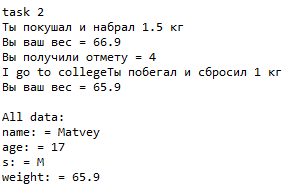 task 2
Ты покушал и набрал 1.5 кг
Вы ваш вес = 66.9
Вы получили отмету = 4
I go to collegeТы побегал и сбросил 1 кг
Вы ваш вес = 65.9
All data:
name: = Matvey
age: = 17
s: = M
weight: = 65.9